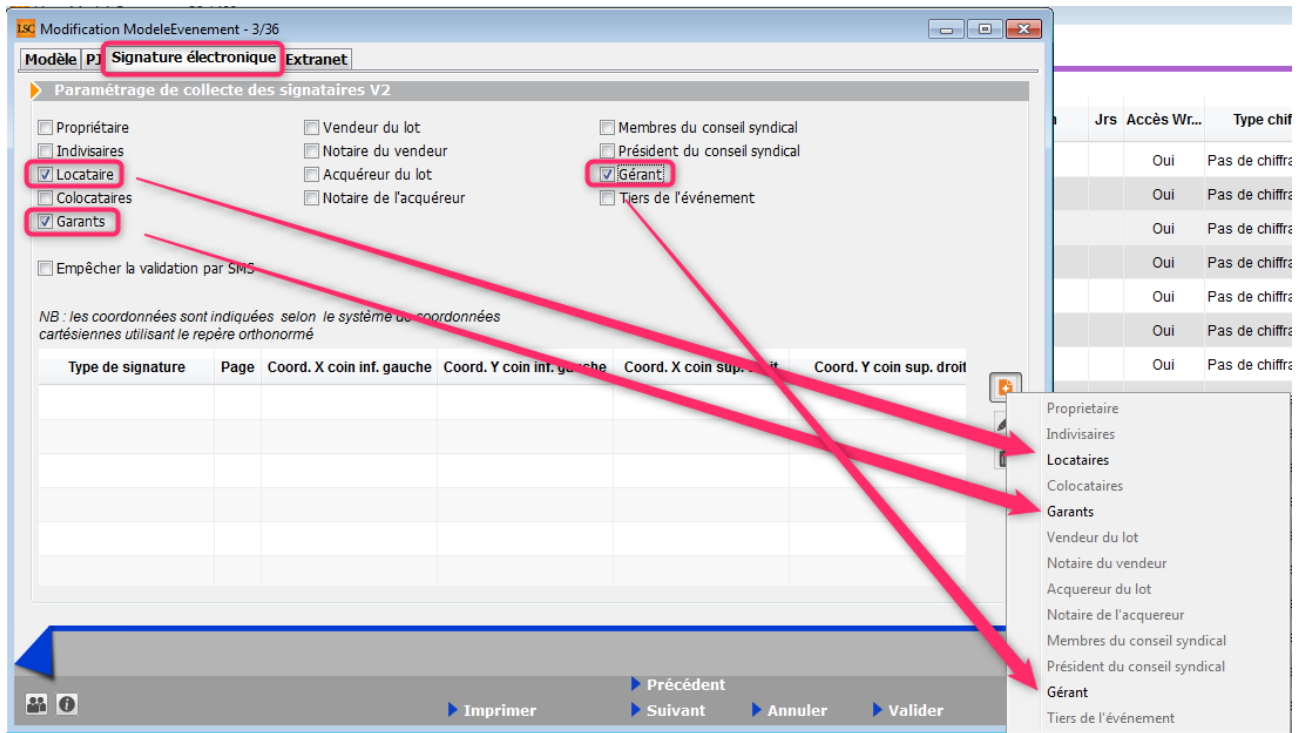 LSC Modification ModeleEvenement - 3/36
Modèle PJ Signature électronique Extranet
Paramétrage de collecte des signataires V2
Propriétaire
Indivisaires
Locataire
Colocataires
Garants
Vendeur du lot
Notaire du vendeur
Acquéreur du lot
Notaire de l'acquéreur
Membres du conseil syndical
Président du conseil syndical
Gérant
Tiers de l'événement
Empêcher la validation par SMS
NB : les coordonnées sont indiquées selon le système de coordonnées
cartésiennes utilisant le repère orthonormé
Type de signature Page Coord. X coin inf. gauche Coord. Y coin inf. gauche Coord. X coin sup. droit Coord. Y coin sup. droit
Précédent
Imprimer Suivant Annuler Valider
Jrs Accès Wr... Type chif
Oui Pas de chiffra
Oui Pas de chiffra
Oui Pas de chiffra
Oui Pas de chiffra
Oui Pas de chiffra
Oui Pas de chiffra
Oui Pas de chiffra
Proprietaire
Indivisaires
Locataires
Colocataires
Garants
Vendeur du lot
Notaire du vendeur
Acquereur du lot
Notaire de l'acquereur
Membres du conseil syndical
Président du conseil syndical
Gérant
Tiers de l'événement